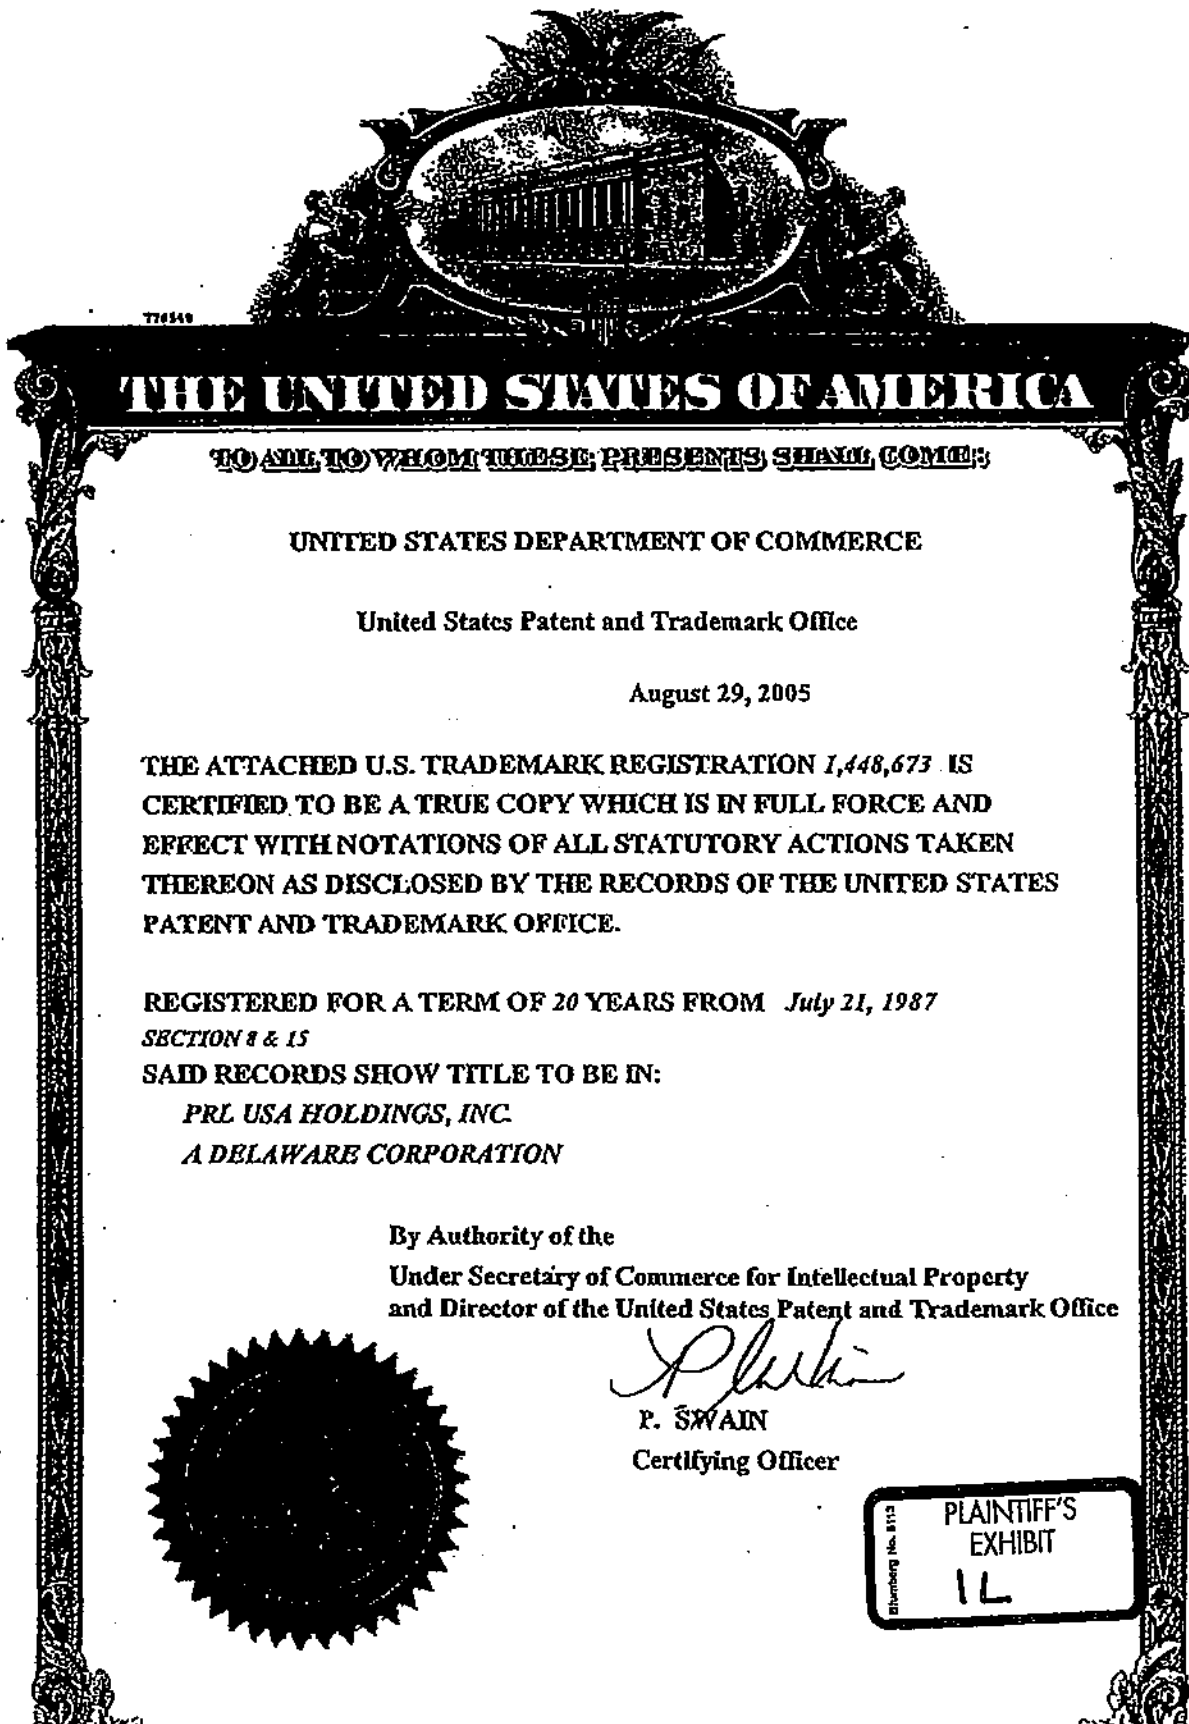 THE UNITED STATES OF AMERICA
TO ALL TO WHOM THESE PRESENTS SHALL COME:
UNITED STATES DEPARTMENT OF COMMERCE
United States Patent and Trademark Office
August 29, 2005
THE ATTACHED U.S. TRADEMARK REGISTRATION 1,448,673 IS
CERTIFIED TO BE A TRUE COPY WHICH IS IN FULL FORCE AND
EFFECT WITH NOTATIONS OF ALL STATUTORY ACTIONS TAKEN
THEREON AS DISCLOSED BY THE RECORDS OF THE UNITED STATES
PATENT AND TRADEMARK OFFICE.
REGISTERED FOR A TERM OF 20 YEARS FROM July 21, 1987
SECTION 8 & 15
SAID RECORDS SHOW TITLE TO BE IN:
PRL USA HOLDINGS, INC.
A DELAWARE CORPORATION
By Authority of the
Under Secretary of Commerce for Intellectual Property
and Director of the United States Patent and Trademark Office
P. SWAIN
Certifying Officer
PLAINTIFF'S
EXHIBIT
1L
Blumberg No. 5113